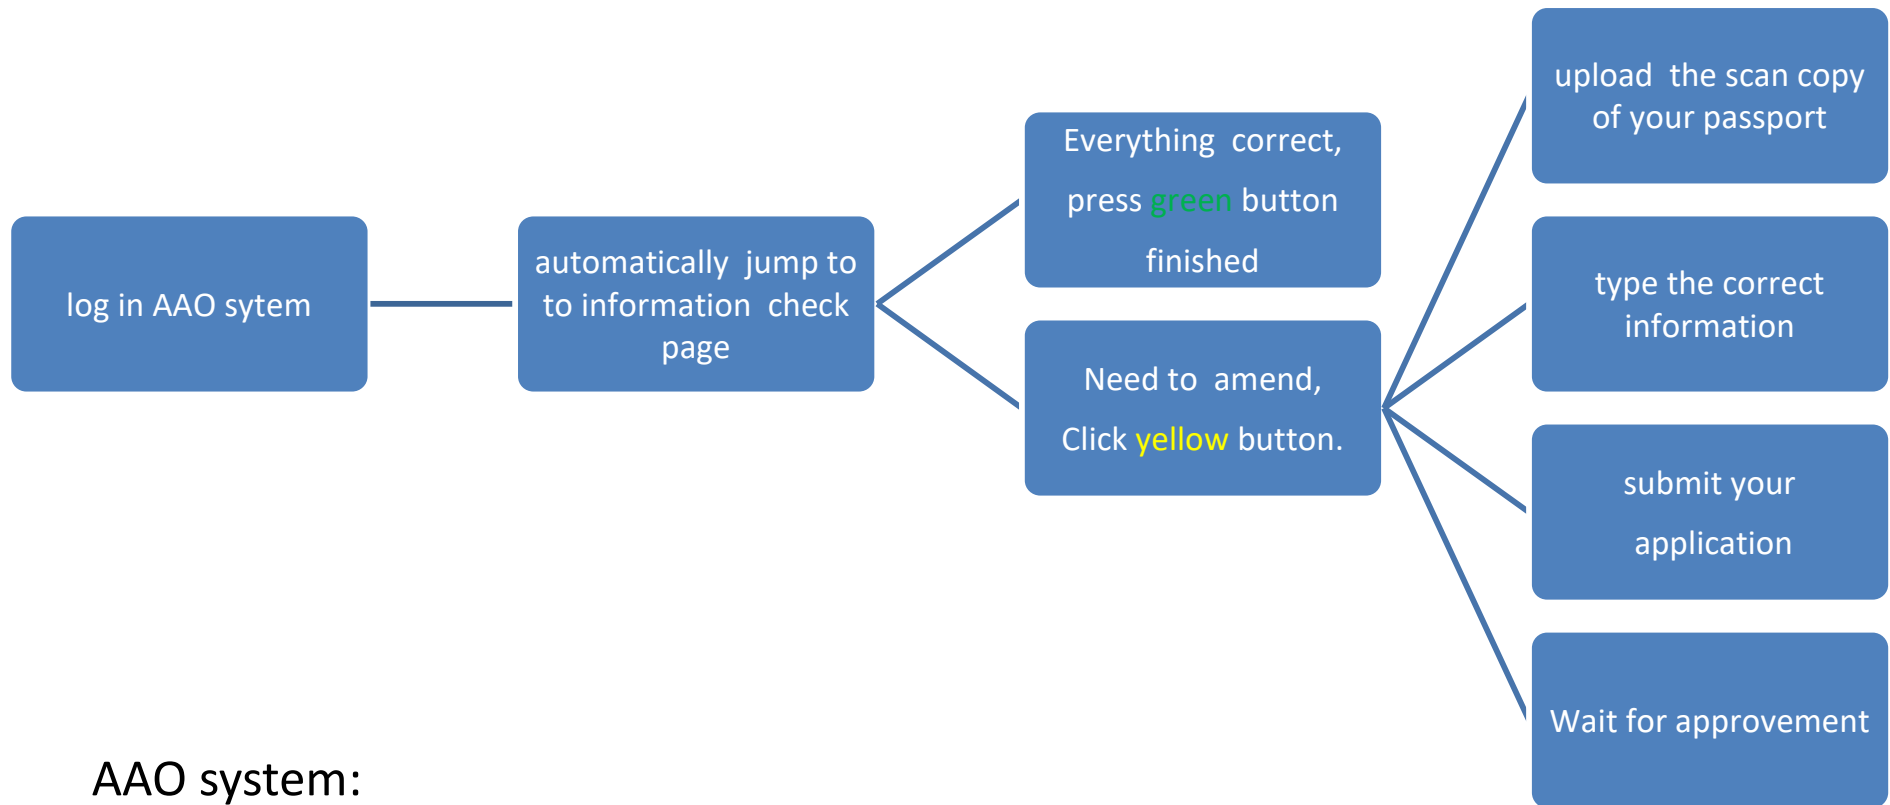 log in AAO sytem
automatically  jump to
to information  check
page
Everything  correct,
press green button
finished
Need to  amend,
Click yellow button.
upload  the scan copy
of your passport
type the correct
information
submit your
application
Wait for approvement
AAO system: